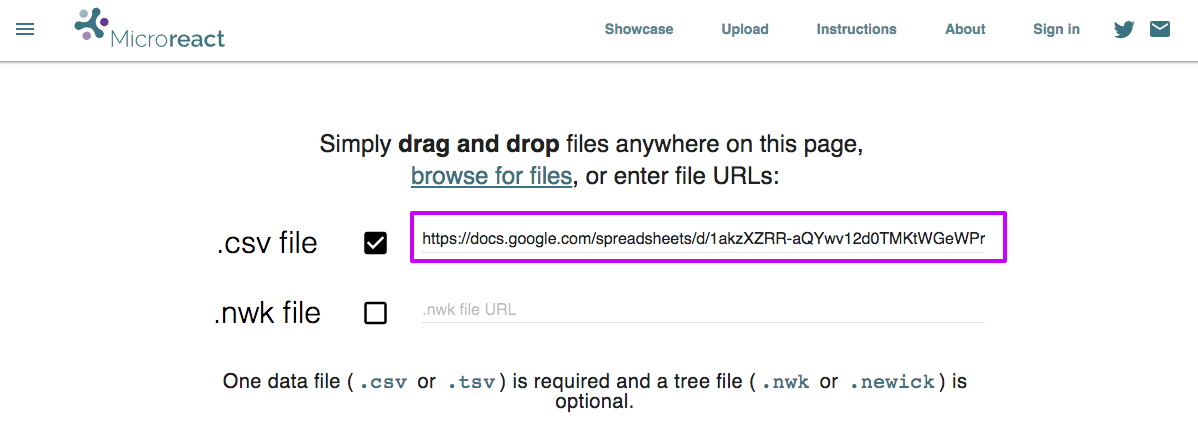 Microreact
Showcase Upload Instructions About Sign in
Simply drag and drop files anywhere on this page,
browse for files, or enter file URLs:
.csv file https://docs.google.com/spreadsheets/d/1akzXZRR-aQYwv12d0TMKtWGeWPr
.nwk file .nwk file URL
One data file ( .csv or .tsv ) is required and a tree file ( .nwk or .newick ) is
optional.